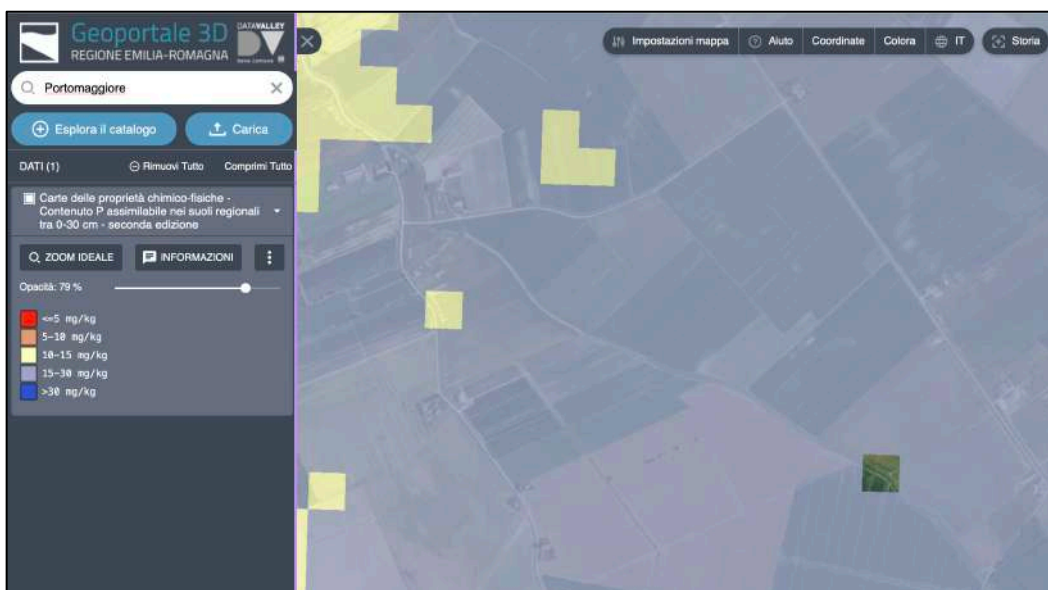 Geoportale 3D
REGIONE EMILIA-ROMAGNA
DATAVALLEY
Portomaggiore
Esplora il catalogo
Carica
DATI (1)
Rimuovi Tutto
Comprimi Tutto
Carte delle proprietà chimico-fisiche -
Contenuto P assimilabile nei suoli regionali
tra 0-30 cm - seconda edizione
ZOOM IDEALE
INFORMAZIONI
Opacità: 79 %
<=5 mg/kg
5-10 mg/kg
10-15 mg/kg
15-30 mg/kg
>30 mg/kg
Impostazioni mappa
Aiuto
Coordinate
Colora
IT
Storia